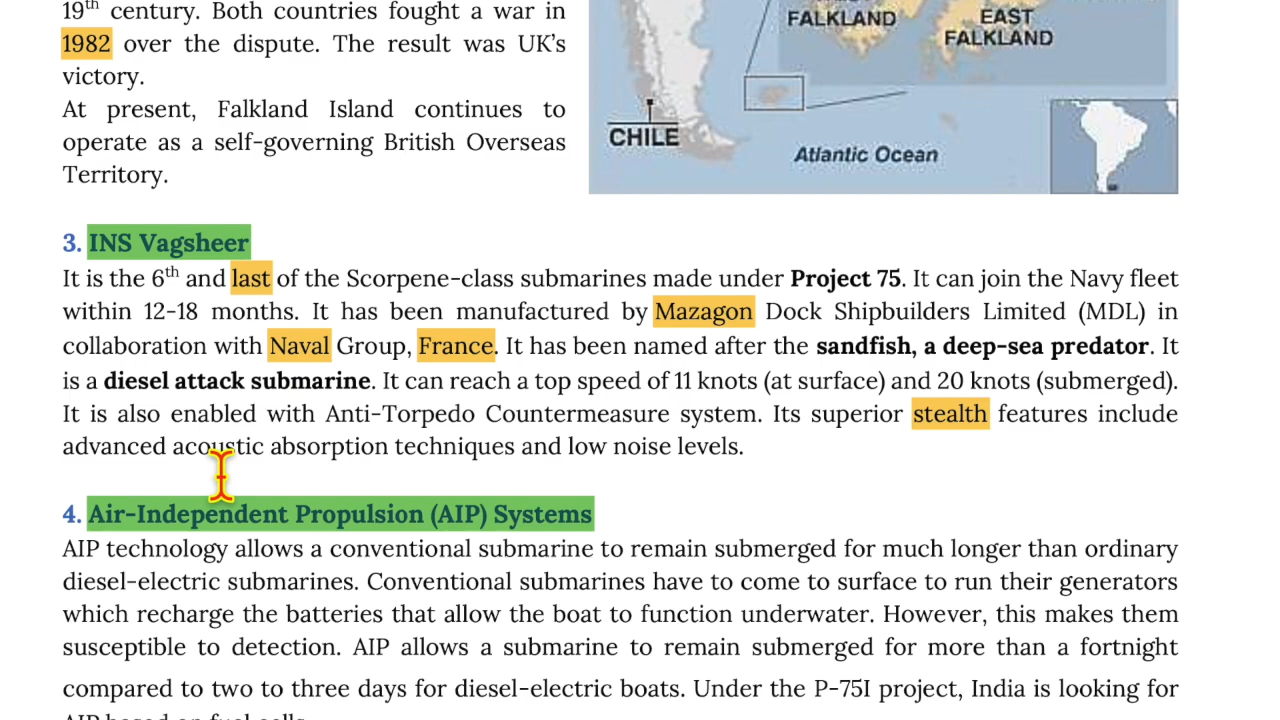 19th century. Both countries fought a war in
1982 over the dispute. The result was UK's
victory.
At present, Falkland Island continues to
operate as a self-governing British Overseas
Territory.
FALKLAND
EAST
FALKLAND
CHILE
Atlantic Ocean
3. INS Vagsheer
It is the 6th and last of the Scorpene-class submarines made under Project 75. It can join the Navy fleet
within 12-18 months. It has been manufactured by Mazagon Dock Shipbuilders Limited (MDL) in
collaboration with Naval Group, France. It has been named after the sandfish, a deep-sea predator. It
is a diesel attack submarine. It can reach a top speed of 11 knots (at surface) and 20 knots (submerged).
It is also enabled with Anti-Torpedo Countermeasure system. Its superior stealth features include
advanced acoustic absorption techniques and low noise levels.
4. Air-Independent Propulsion (AIP) Systems
AIP technology allows a conventional submarine to remain submerged for much longer than ordinary
diesel-electric submarines. Conventional submarines have to come to surface to run their generators
which recharge the batteries that allow the boat to function underwater. However, this makes them
susceptible to detection. AIP allows a submarine to remain submerged for more than a fortnight
compared to two to three days for diesel-electric boats. Under the P-75I project, India is looking for
AIP based on fuel cells.